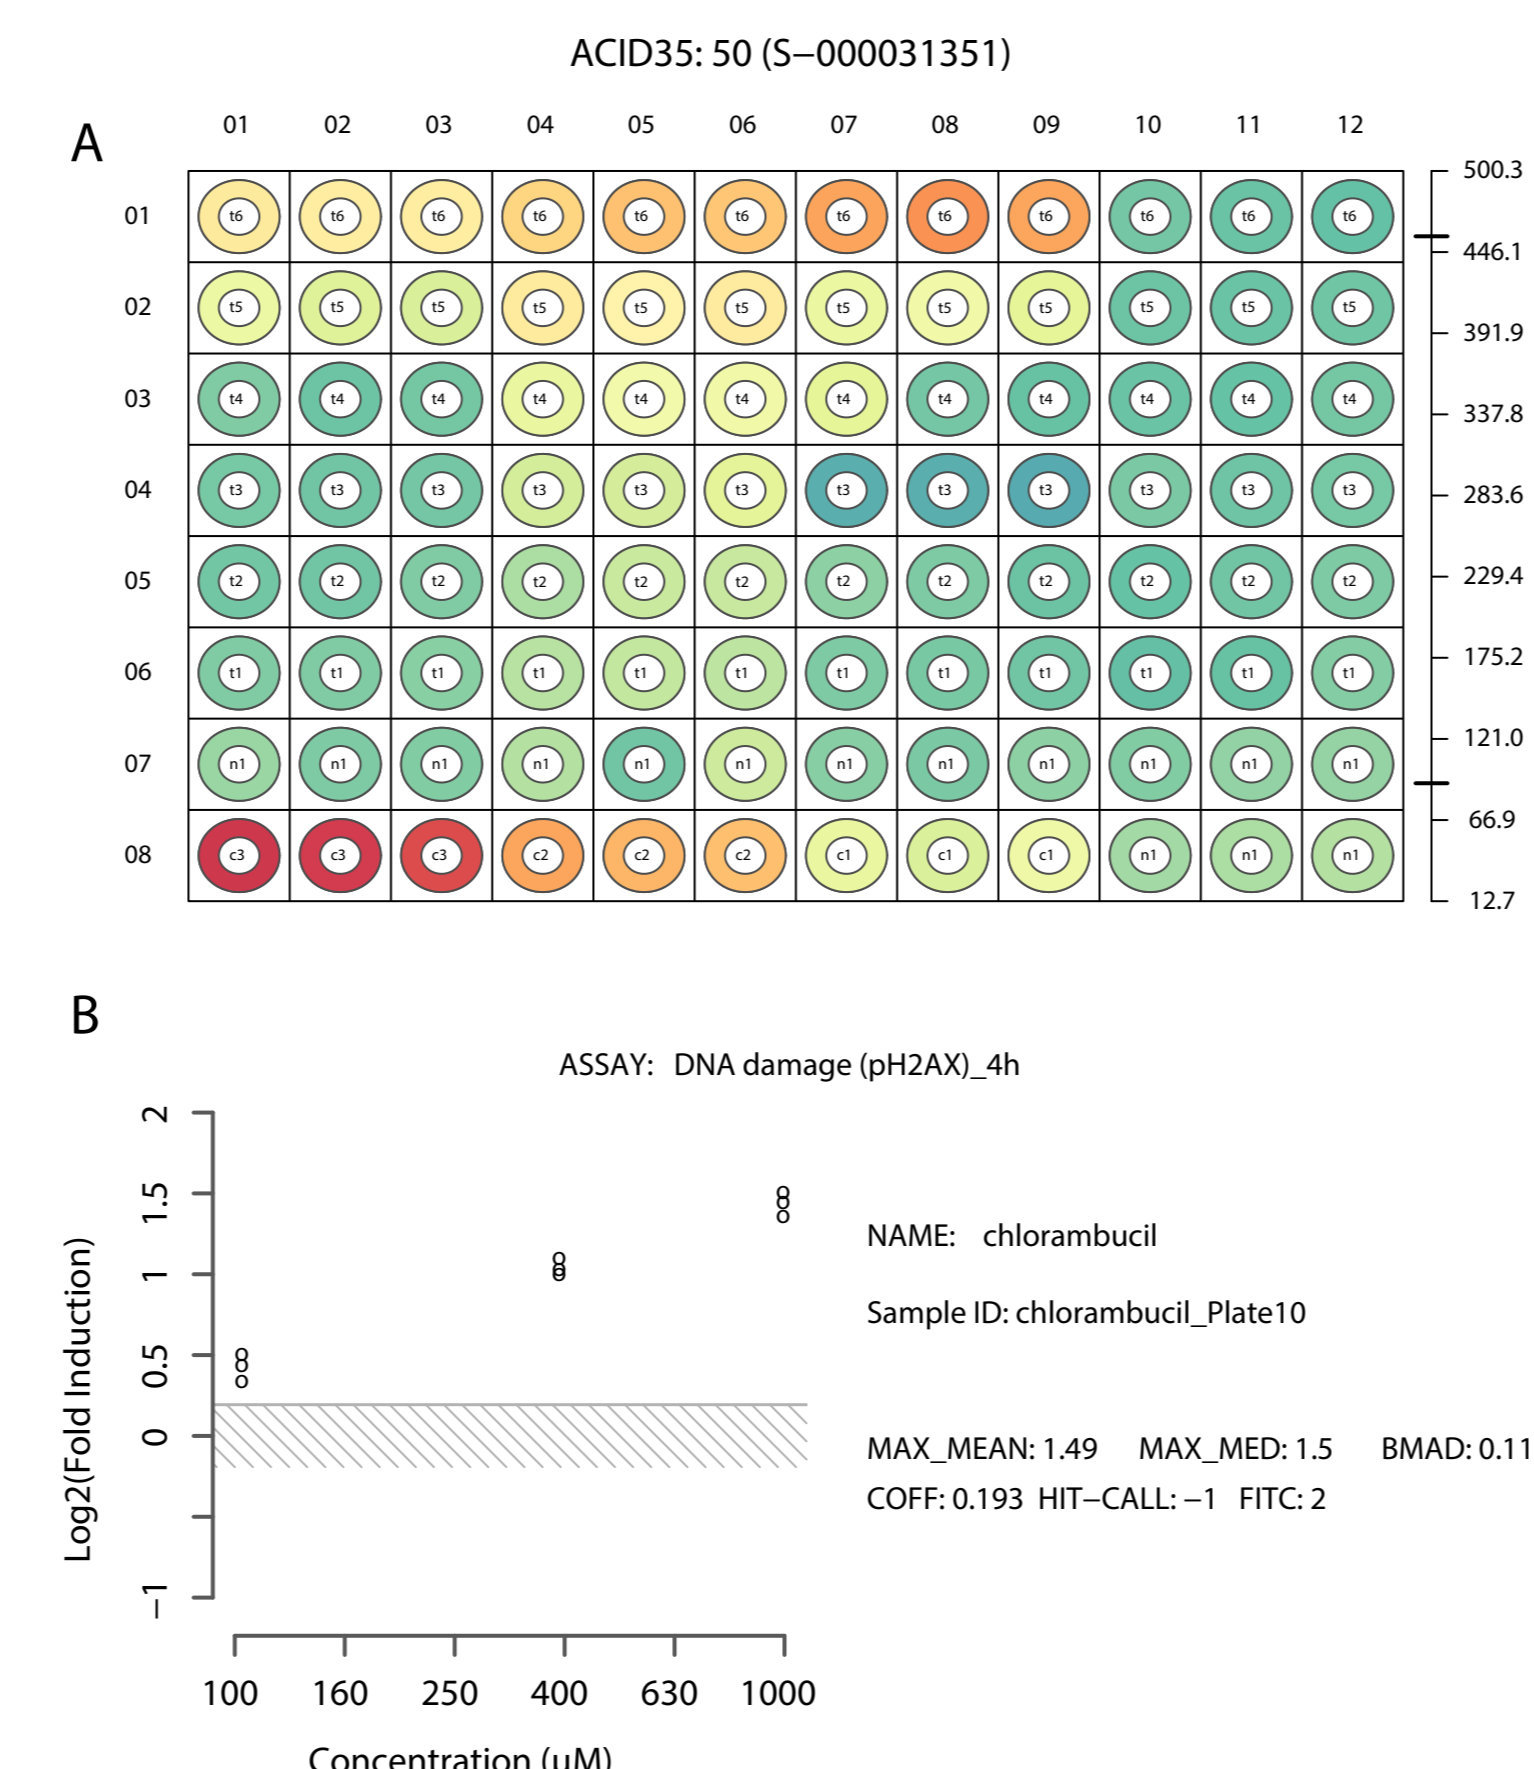 ACID35: 50 (S−000031351)
A
01 02 03 04 05 06 07 08 09 10 11 12
500.3
01 t6 t6 t6 t6 t6 t6 t6 t6 t6 t6 t6 t6
446.1
02 t5 t5 t5 t5 t5 t5 t5 t5 t5 t5 t5 t5
391.9
03 t4 t4 t4 t4 t4 t4 t4 t4 t4 t4 t4 t4
337.8
04 t3 t3 t3 t3 t3 t3 t3 t3 t3 t3 t3 t3
283.6
05 t2 t2 t2 t2 t2 t2 t2 t2 t2 t2 t2 t2
229.4
175.2
06 t1 t1 t1 t1 t1 t1 t1 t1 t1 t1 t1 t1
121.0
07 n1 n1 n1 n1 n1 n1 n1 n1 n1 n1 n1 n1
66.9
08 c3 c3 c3 c2 c2 c2 c1 c1 c1 n1 n1 n1
12.7
B
ASSAY: DNA damage (pH2AX)_4h
Log2(Fold Induction)
2
1.5
1
0.5
0
−1
100 160 250 400 630 1000
Concentration (µM)
NAME: chlorambucil
Sample ID: chlorambucil_Plate10
MAX_MEAN: 1.49 MAX_MED: 1.5 BMAD: 0.11
COFF: 0.193 HIT−CALL: −1 FITC: 2